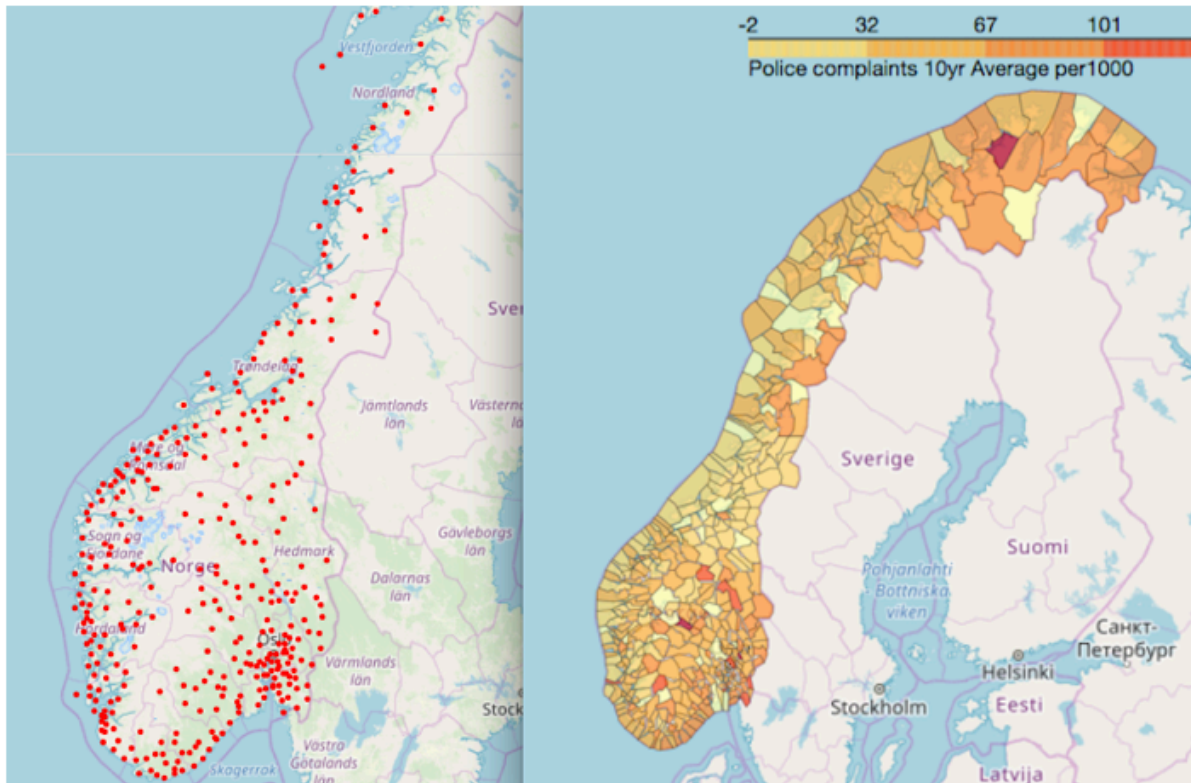 Vestfjorden
Nordland
Sver
Trøndelag
Jämtlands
län
Västern
lä
Møre og
Romsdal
Sogn og
Fjordane
Norge
Hedmark
Gävleborgs
län
Dalarnas
län
Hordaland
Oslo
Värmlands
län
Stock
Västra
Götalands
län
Skagerrak
-2 32 67 101
Police complaints 10yr Average per1000
Sverige
Suomi
Pohjanlahti
- Bottniska
viken
Санкт-
Петербург
Helsinki
Stockholm
Eesti
Latvija